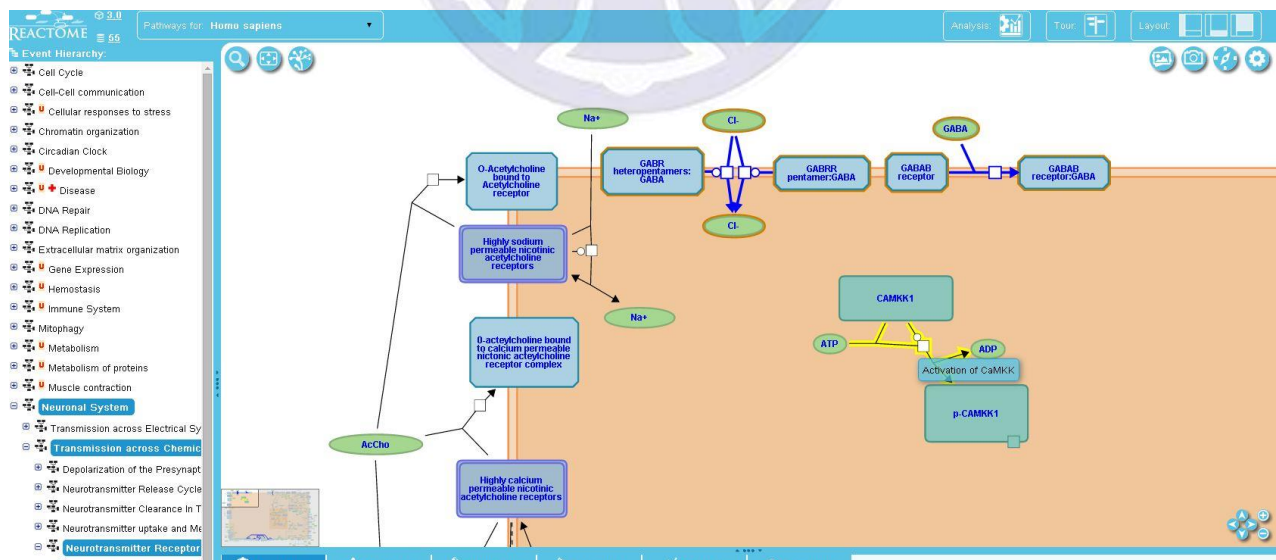 REACTOME
3.0
55
Pathways for: Homo sapiens
Analysis:
Tour:
Layout:
Event Hierarchy:
Cell Cycle
Cell-Cell communication
U Cellular responses to stress
Chromatin organization
Circadian Clock
U Developmental Biology
U Disease
DNA Repair
DNA Replication
Extracellular matrix organization
U Gene Expression
U Hemostasis
U Immune System
Mitophagy
U Metabolism
U Metabolism of proteins
U Muscle contraction
Neuronal System
Transmission across Electrical Sy
Transmission across Chemic
Depolarization of the Presynapt
Neurotransmitter Release Cycle
Neurotransmitter Clearance In T
Neurotransmitter uptake and Me
Neurotransmitter Receptor
Na+
O-Acetylcholine
bound to
Acetylcholine
receptor
Highly sodium
permeable nicotinic
acetylcholine
receptors
Na+
0-acteylcholine bound
to calcium permeable
nictonic acteylcholine
receptor complex
AcCho
Highly calcium
permeable nicotinic
acetylcholine receptors
Cl-
GABR
heteropentamers:
GABA
GABRR
pentamer:GABA
Cl-
GABA
GABAB
receptor
GABAB
receptor:GABA
CAMKK1
ATP
ADP
Activation of CaMKK
p-CAMKK1